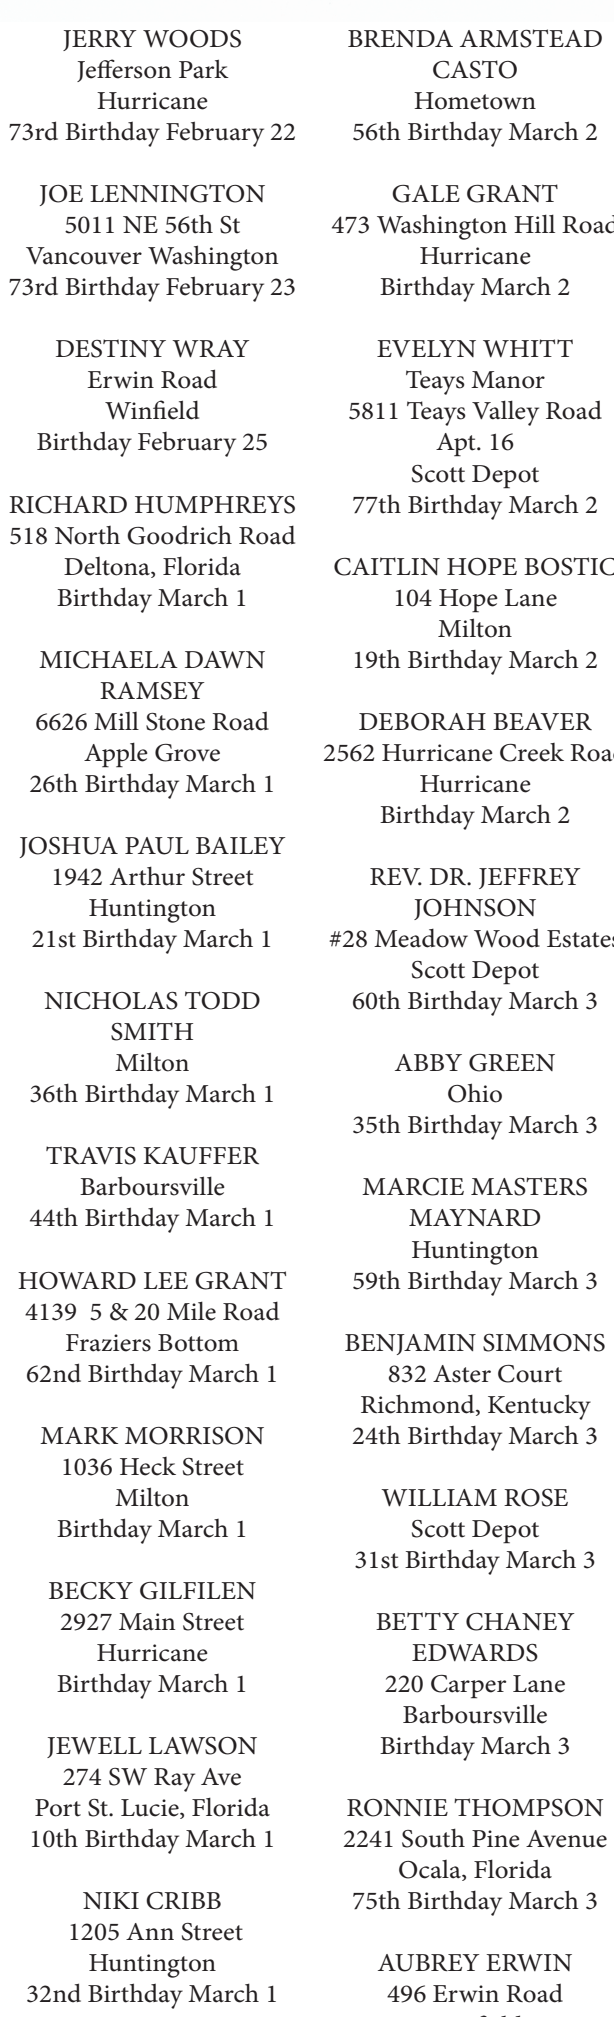 JERRY WOODS
Jefferson Park
Hurricane
73rd Birthday February 22
JOE LENNINGTON
5011 NE 56th St
Vancouver Washington
73rd Birthday February 23
DESTINY WRAY
Erwin Road
Winfield
Birthday February 25
RICHARD HUMPHREYS
518 North Goodrich Road
Deltona, Florida
Birthday March 1
MICHAELA DAWN
RAMSEY
6626 Mill Stone Road
Apple Grove
26th Birthday March 1
JOSHUA PAUL BAILEY
1942 Arthur Street
Huntington
21st Birthday March 1
NICHOLAS TODD
SMITH
Milton
36th Birthday March 1
TRAVIS KAUFFER
Barboursville
44th Birthday March 1
HOWARD LEE GRANT
4139 5 & 20 Mile Road
Fraziers Bottom
62nd Birthday March 1
MARK MORRISON
1036 Heck Street
Milton
Birthday March 1
BECKY GILFILEN
2927 Main Street
Hurricane
Birthday March 1
JEWELL LAWSON
274 SW Ray Ave
Port St. Lucie, Florida
10th Birthday March 1
NIKI CRIBB
1205 Ann Street
Huntington
32nd Birthday March 1
BRENDA ARMSTEAD
CASTO
Hometown
56th Birthday March 2
GALE GRANT
473 Washington Hill Road
Hurricane
Birthday March 2
EVELYN WHITT
Teays Manor
5811 Teays Valley Road
Apt. 16
Scott Depot
77th Birthday March 2
CAITLIN HOPE BOSTIC
104 Hope Lane
Milton
19th Birthday March 2
DEBORAH BEAVER
2562 Hurricane Creek Road
Hurricane
Birthday March 2
REV. DR. JEFFREY
JOHNSON
#28 Meadow Wood Estates
Scott Depot
60th Birthday March 3
ABBY GREEN
Ohio
35th Birthday March 3
MARCIE MASTERS
MAYNARD
Huntington
59th Birthday March 3
BENJAMIN SIMMONS
832 Aster Court
Richmond, Kentucky
24th Birthday March 3
WILLIAM ROSE
Scott Depot
31st Birthday March 3
BETTY CHANEY
EDWARDS
220 Carper Lane
Barboursville
Birthday March 3
RONNIE THOMPSON
2241 South Pine Avenue
Ocala, Florida
75th Birthday March 3
AUBREY ERWIN
496 Erwin Road